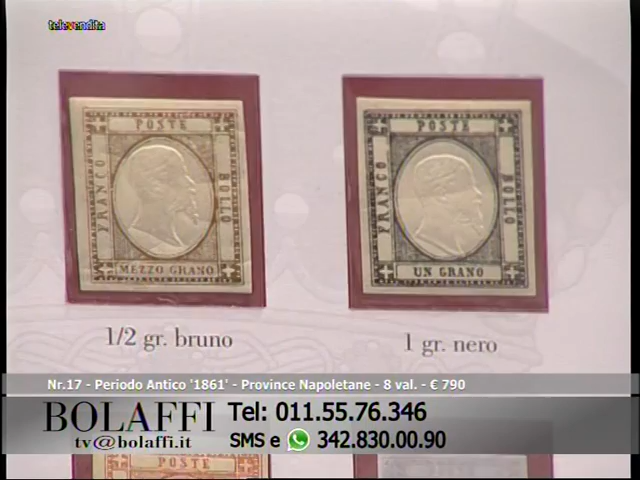 televendita
POSTE
FRANCO
BOLLO
MEZZO GRANO
POSTE
FRANCO
BOLLO
UN GRANO
1/2 gr. bruno
1 gr. nero
Nr.17 - Periodo Antico '1861' - Province Napoletane - 8 val. - € 790
BOLAFFI
tv@bolaffi.it
Tel: 011.55.76.346
SMS e 342.830.00.90
POSTE